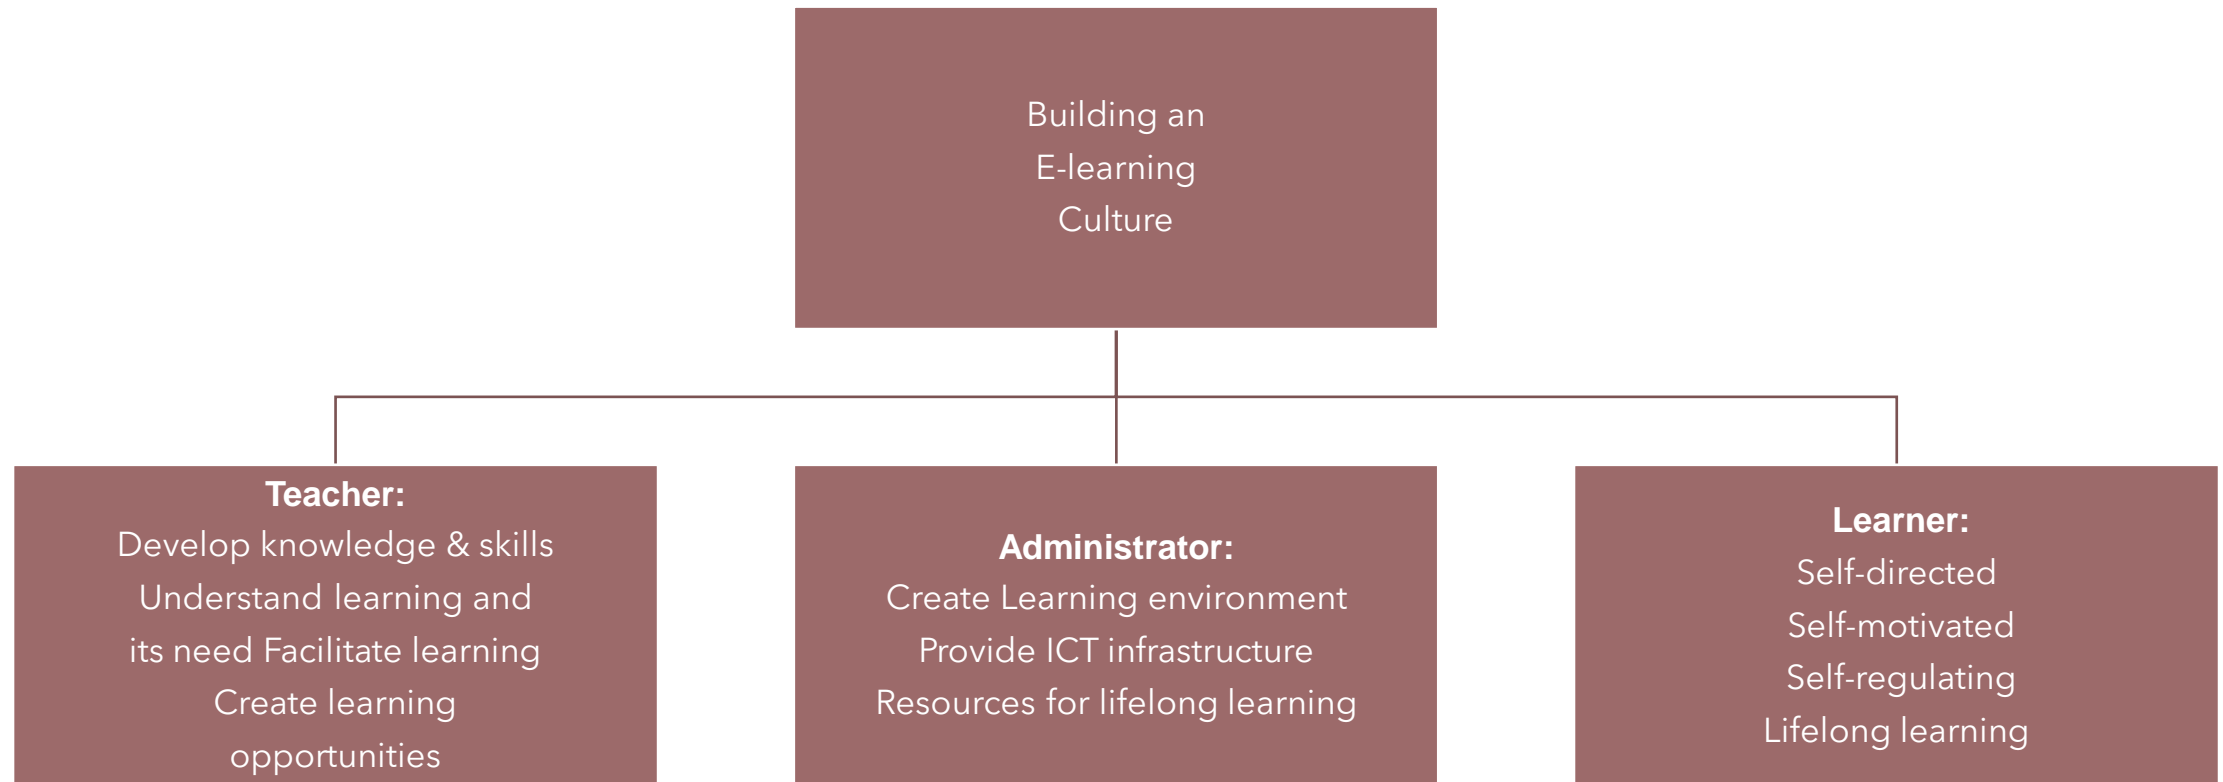 Building an
E-learning
Culture
Teacher:
Develop knowledge & skills
Understand learning and
its need Facilitate learning
Create learning
opportunities
Administrator:
Create Learning environment
Provide ICT infrastructure
Resources for lifelong learning
Learner:
Self-directed
Self-motivated
Self-regulating
Lifelong learning